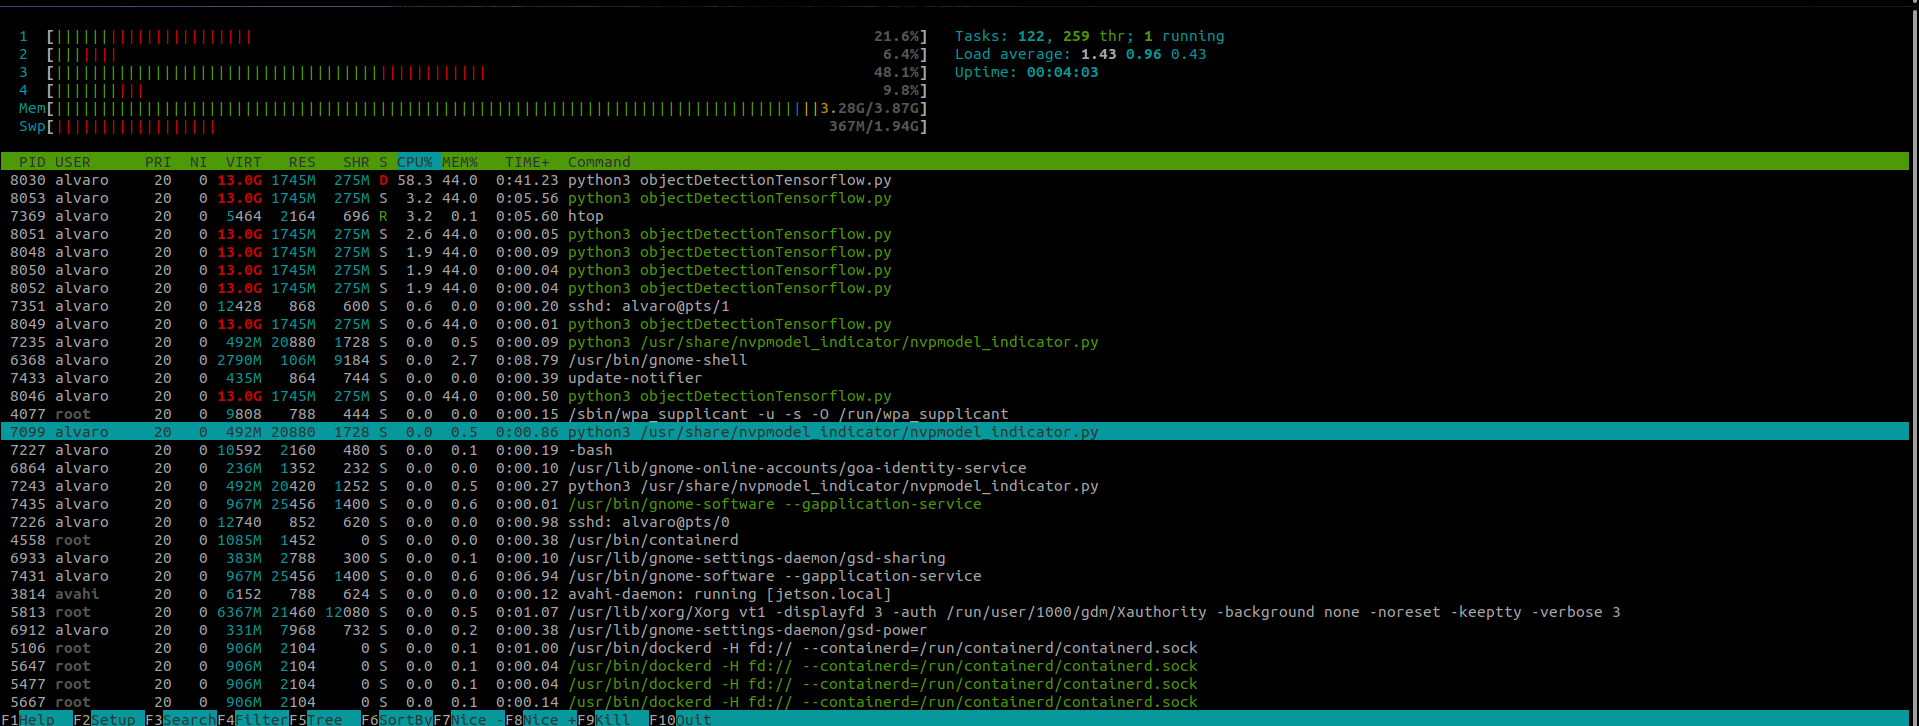 1 [||||||||||||||||||||||                    21.6%] Tasks: 122, 259 thr; 1 running
2 [|||||||                    6.4%] Load average: 1.43 0.96 0.43
3 [||||||||||||||||||||||||||||||||||||||||||||||||                    48.1%] Uptime: 00:04:03
4 [||||||||||                    9.8%]
Mem[|||||||||||||||||||||||||||||||||||||||||||||||||||||||||||||||||||||||||||||||||||||3.28G/3.87G]
Swp[||||||||||||||||||                    367M/1.94G]
PID USER PRI NI VIRT RES SHR S CPU% MEM% TIME+ Command
8030 alvaro 20 0 13.0G 1745M 275M D 58.3 44.0 0:41.23 python3 objectDetectionTensorflow.py
8053 alvaro 20 0 13.0G 1745M 275M S 3.2 44.0 0:05.56 python3 objectDetectionTensorflow.py
7369 alvaro 20 0 5464 2164 696 R 3.2 0.1 0:05.60 htop
8051 alvaro 20 0 13.0G 1745M 275M S 2.6 44.0 0:00.05 python3 objectDetectionTensorflow.py
8048 alvaro 20 0 13.0G 1745M 275M S 1.9 44.0 0:00.09 python3 objectDetectionTensorflow.py
8050 alvaro 20 0 13.0G 1745M 275M S 1.9 44.0 0:00.04 python3 objectDetectionTensorflow.py
8052 alvaro 20 0 13.0G 1745M 275M S 1.9 44.0 0:00.04 python3 objectDetectionTensorflow.py
7351 alvaro 20 0 12428 868 600 S 0.6 0.0 0:00.20 sshd: alvaro@pts/1
8049 alvaro 20 0 13.0G 1745M 275M S 0.6 44.0 0:00.01 python3 objectDetectionTensorflow.py
7235 alvaro 20 0 492M 20880 1728 S 0.0 0.5 0:00.09 python3 /usr/share/nvpmodel_indicator/nvpmodel_indicator.py
6368 alvaro 20 0 2790M 106M 9184 S 0.0 2.7 0:08.79 /usr/bin/gnome-shell
7433 alvaro 20 0 435M 864 744 S 0.0 0.0 0:00.39 update-notifier
8046 alvaro 20 0 13.0G 1745M 275M S 0.0 44.0 0:00.50 python3 objectDetectionTensorflow.py
4077 root 20 0 9808 788 444 S 0.0 0.0 0:00.15 /sbin/wpa_supplicant -u -s -O /run/wpa_supplicant
7099 alvaro 20 0 492M 20880 1728 S 0.0 0.5 0:00.86 python3 /usr/share/nvpmodel_indicator/nvpmodel_indicator.py
7227 alvaro 20 0 10592 2160 480 S 0.0 0.1 0:00.19 -bash
6864 alvaro 20 0 236M 1352 232 S 0.0 0.0 0:00.10 /usr/lib/gnome-online-accounts/goa-identity-service
7243 alvaro 20 0 492M 20420 1252 S 0.0 0.5 0:00.27 python3 /usr/share/nvpmodel_indicator/nvpmodel_indicator.py
7435 alvaro 20 0 967M 25456 1400 S 0.0 0.6 0:00.01 /usr/bin/gnome-software --gapplication-service
7226 alvaro 20 0 12740 852 620 S 0.0 0.0 0:00.98 sshd: alvaro@pts/0
4558 root 20 0 1085M 1452 0 S 0.0 0.0 0:00.38 /usr/bin/containerd
6933 alvaro 20 0 383M 2788 300 S 0.0 0.1 0:00.10 /usr/lib/gnome-settings-daemon/gsd-sharing
7431 alvaro 20 0 967M 25456 1400 S 0.0 0.6 0:06.94 /usr/bin/gnome-software --gapplication-service
3814 avahi 20 0 6152 788 624 S 0.0 0.0 0:00.12 avahi-daemon: running [jetson.local]
5813 root 20 0 6367M 21460 12080 S 0.0 0.5 0:01.07 /usr/lib/xorg/Xorg vt1 -displayfd 3 -auth /run/user/1000/gdm/Xauthority -background none -noreset -keeptty -verbose 3
6912 alvaro 20 0 331M 7968 732 S 0.0 0.2 0:00.38 /usr/lib/gnome-settings-daemon/gsd-power
5106 root 20 0 906M 2104 0 S 0.0 0.1 0:01.00 /usr/bin/dockerd -H fd:// --containerd=/run/containerd/containerd.sock
5647 root 20 0 906M 2104 0 S 0.0 0.1 0:00.04 /usr/bin/dockerd -H fd:// --containerd=/run/containerd/containerd.sock
5477 root 20 0 906M 2104 0 S 0.0 0.1 0:00.04 /usr/bin/dockerd -H fd:// --containerd=/run/containerd/containerd.sock
5667 root 20 0 906M 2104 0 S 0.0 0.1 0:00.14 /usr/bin/dockerd -H fd:// --containerd=/run/containerd/containerd.sock
F1Help F2Setup F3SearchF4FilterF5Tree F6SortByF7Nice -F8Nice +F9Kill F10Quit